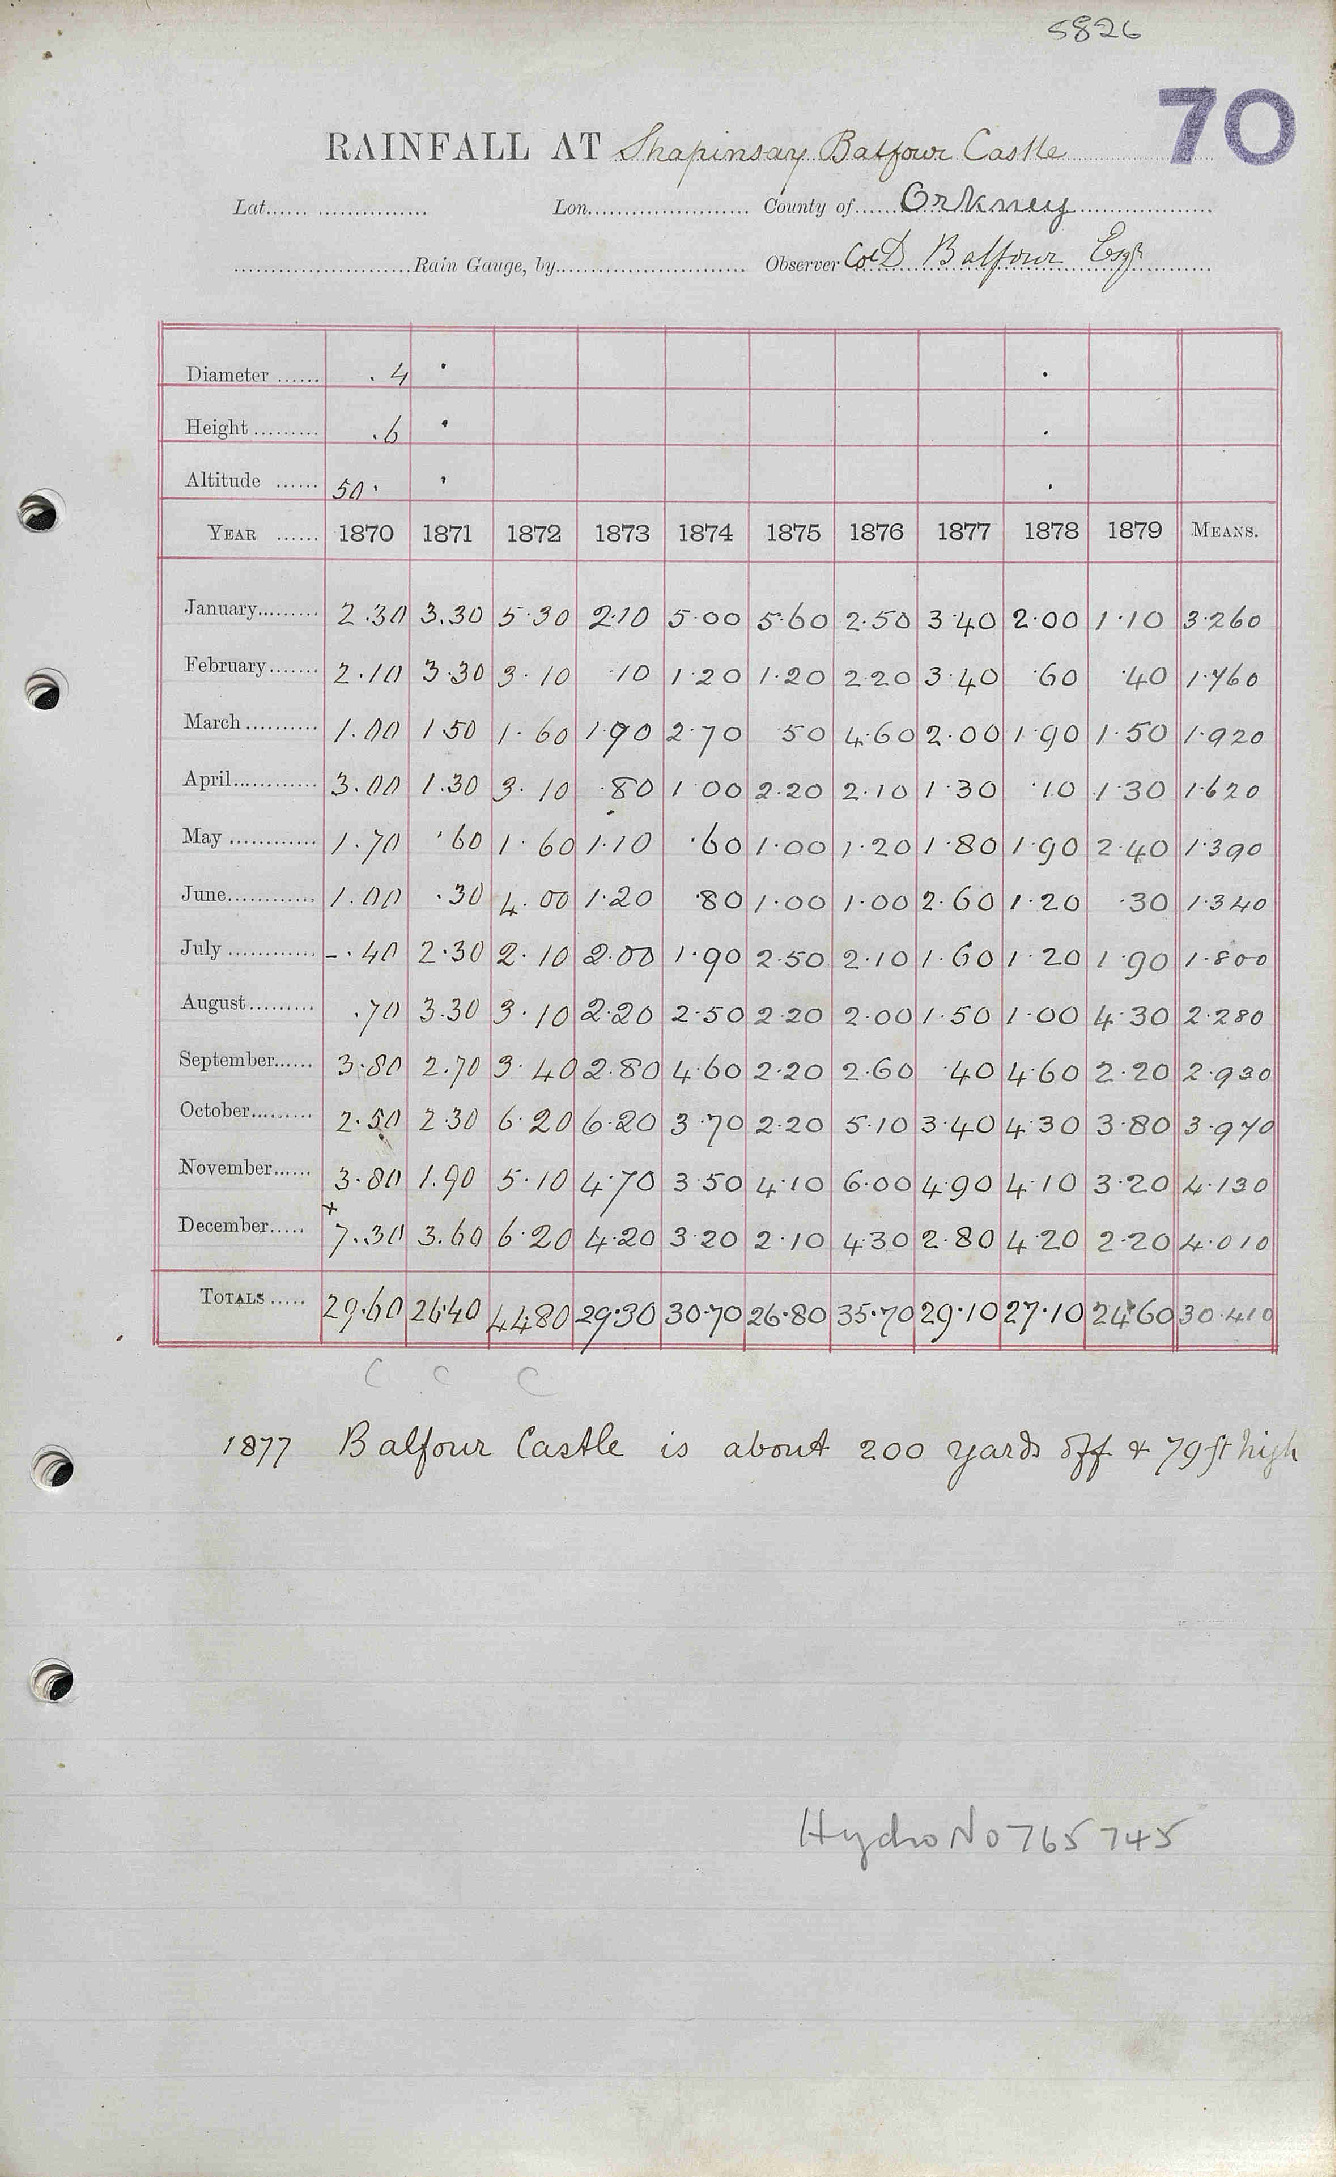 5826
70
RAINFALL AT Shapinsay Balfour Castle
Lat. Lon. County of Orkney
Rain Gauge, by Observer Col D Balfour Esqr
Diameter .4
Height .6
Altitude 50
YEAR 1870 1871 1872 1873 1874 1875 1876 1877 1878 1879 MEANS.
January 2.30 3.30 5.30 2.10 5.00 5.60 2.50 3.40 2.00 1.10 3.260
February 2.10 3.30 3.10 .10 1.20 1.20 2.20 3.40 .60 .40 1.760
March 1.00 1.50 1.60 1.90 2.70 .50 4.60 2.00 1.90 1.50 1.920
April 3.00 1.30 3.10 .80 1.00 2.20 2.10 1.30 .10 1.30 1.620
May 1.70 .60 1.60 1.10 .60 1.00 1.20 1.80 1.90 2.40 1.390
June 1.00 .30 4.00 1.20 .80 1.00 1.00 2.60 1.20 .30 1.340
July -.40 2.30 2.10 2.00 1.90 2.50 2.10 1.60 1.20 1.90 1.800
August .70 3.30 3.10 2.20 2.50 2.20 2.00 1.50 1.00 4.30 2.280
September 3.80 2.70 3.40 2.80 4.60 2.20 2.60 .40 4.60 2.20 2.930
October 2.50 2.30 6.20 6.20 3.70 2.20 5.10 3.40 4.30 3.80 3.970
November 3.80 1.90 5.10 4.70 3.50 4.10 6.00 4.90 4.10 3.20 4.130
December x 7.30 3.60 6.20 4.20 3.20 2.10 4.30 2.80 4.20 2.20 4.010
TOTALS 29.60 26.40 44.80 29.30 30.70 26.80 35.70 29.10 27.10 24.60 30.410
C C C
1877 Balfour Castle is about 200 yards off & 79 ft high
Hydro No 765745